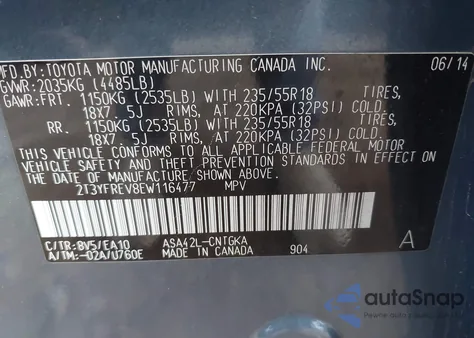 MFD.BY:TOYOTA MOTOR MANUFACTURING CANADA INC. 06/14
GVWR: 2035KG (4485LB)
GAWR:FRT. 1150KG (2535LB) WITH 235/55R18 TIRES,
18X7. 5J RIMS, AT 220KPA (32PSI) COLD.
RR. 1150KG (2535LB) WITH 235/55R18 TIRES,
18X7. 5J RIMS, AT 220KPA (32PSI) COLD.
THIS VEHICLE CONFORMS TO ALL APPLICABLE FEDERAL MOTOR
VEHICLE SAFETY AND THEFT PREVENTION STANDARDS IN EFFECT
ON THE DATE OF MANUFACTURE SHOWN ABOVE.
2T3YFREV8EW116477 MPV
C/TR:8V5/EA10 ASA42L-CNTGKA
A/TM:-02A/U760E MADE IN CANADA 904 A
autoSnap
POWERED BY